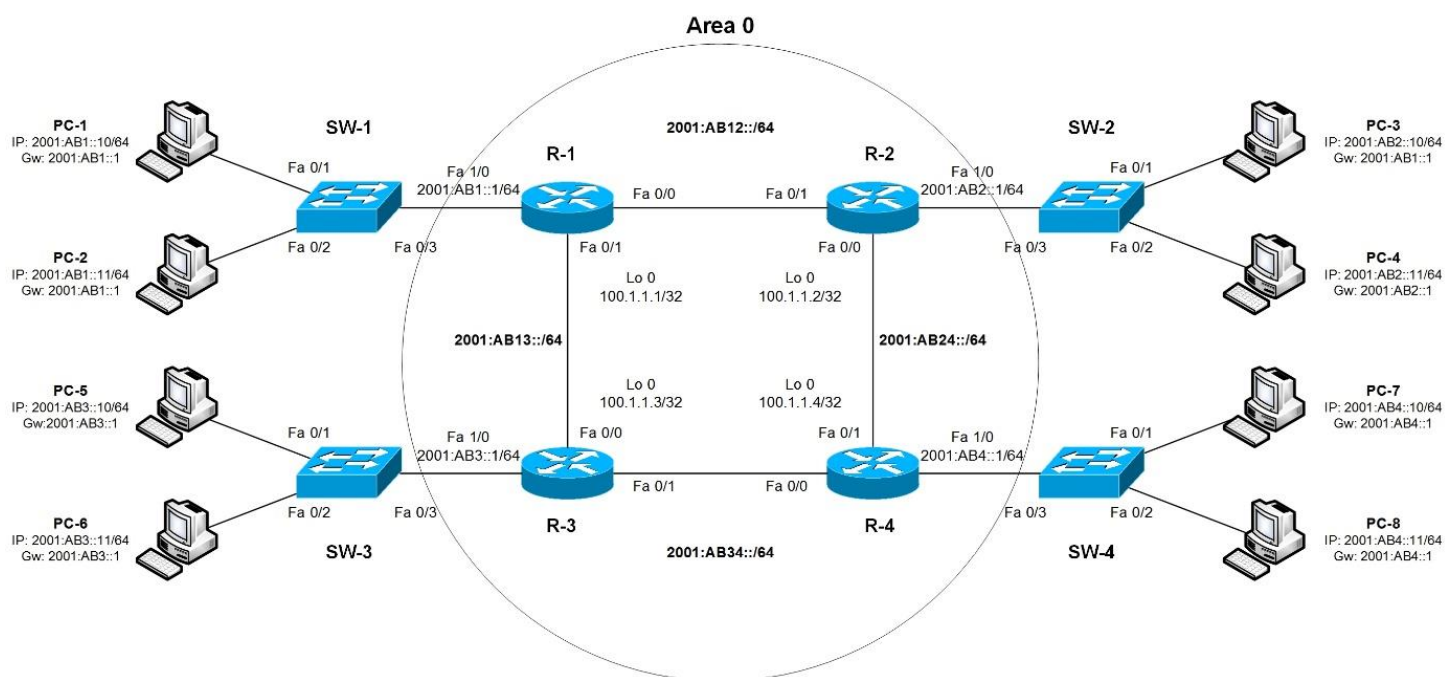 Area 0
PC-1
IP: 2001:AB1::10/64
Gw: 2001:AB1::1
SW-1
Fa 0/1
Fa 0/2
Fa 0/3
Fa 1/0
2001:AB1::1/64
R-1
Fa 0/0
Fa 0/1
2001:AB12::/64
R-2
Fa 0/1
Fa 0/0
Fa 1/0
2001:AB2::1/64
SW-2
Fa 0/1
Fa 0/3
Fa 0/2
PC-3
IP: 2001:AB2::10/64
Gw: 2001:AB1::1
PC-2
IP: 2001:AB1::11/64
Gw: 2001:AB1::1
Lo 0
100.1.1.1/32
Lo 0
100.1.1.2/32
PC-4
IP: 2001:AB2::11/64
Gw: 2001:AB2::1
2001:AB13::/64
2001:AB24::/64
PC-5
IP: 2001:AB3::10/64
Gw:2001:AB3::1
Lo 0
100.1.1.3/32
Lo 0
100.1.1.4/32
PC-7
IP: 2001:AB4::10/64
Gw: 2001:AB4::1
Fa 0/1
Fa 0/2
Fa 0/3
SW-3
Fa 1/0
2001:AB3::1/64
Fa 0/0
Fa 0/1
R-3
Fa 0/1
Fa 0/0
R-4
Fa 1/0
2001:AB4::1/64
Fa 0/1
Fa 0/3
Fa 0/2
SW-4
PC-6
IP: 2001:AB3::11/64
Gw: 2001:AB3::1
2001:AB34::/64
PC-8
IP: 2001:AB4::11/64
Gw: 2001:AB4::1